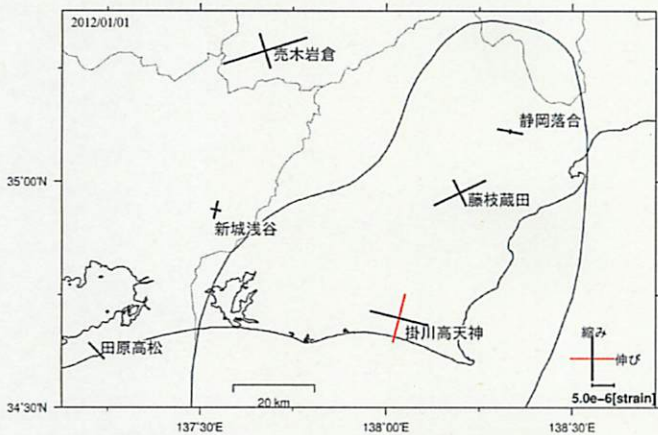 2012/01/01
売木岩倉
静岡落合
35°00'N
藤枝蔵田
新城浅谷
掛川高天神
縮み
田原高松
伸び
5.0e-6[strain]
20 km
34°30'N
137°30'E
138°00'E
138°30'E